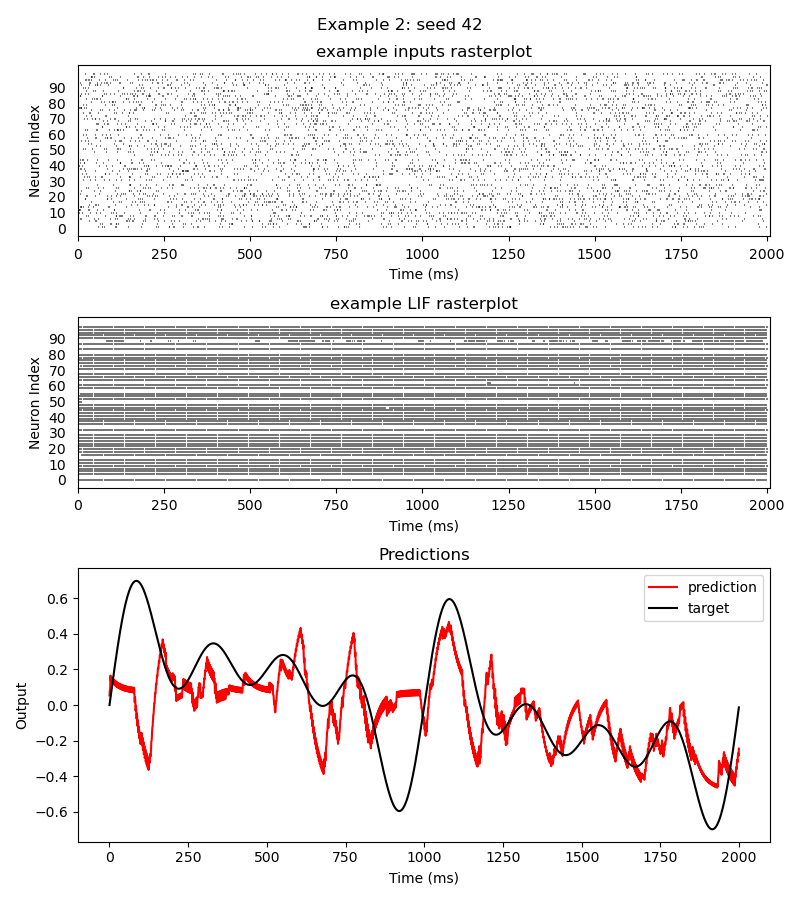 Example 2: seed 42
example inputs rasterplot
Neuron Index
90
80
70
60
50
40
30
20
10
0
0 250 500 750 1000 1250 1500 1750 2000
Time (ms)
example LIF rasterplot
Neuron Index
90
80
70
60
50
40
30
20
10
0
0 250 500 750 1000 1250 1500 1750 2000
Time (ms)
Predictions
Output
0.6
0.4
0.2
0.0
−0.2
−0.4
−0.6
prediction
target
0 250 500 750 1000 1250 1500 1750 2000
Time (ms)